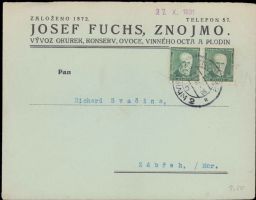 ZALOŽENO 1872. TELEFON 57.
JOSEF FUCHS, ZNOJMO.
VÝVOZ OKUREK, KONSERV, OVOCE, VINNÉHO OCTA A PLODIN
Pan
Richard Svačina,
Zábřeh /Mor.